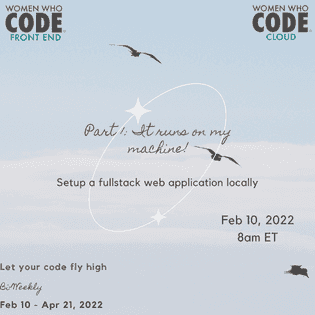 WOMEN WHO
CODE
FRONT END
WOMEN WHO
CODE
CLOUD
Part 1: It runs on my
machine!
Setup a fullstack web application locally
Feb 10, 2022
8am ET
Let your code fly high
BiWeekly
Feb 10 - Apr 21, 2022